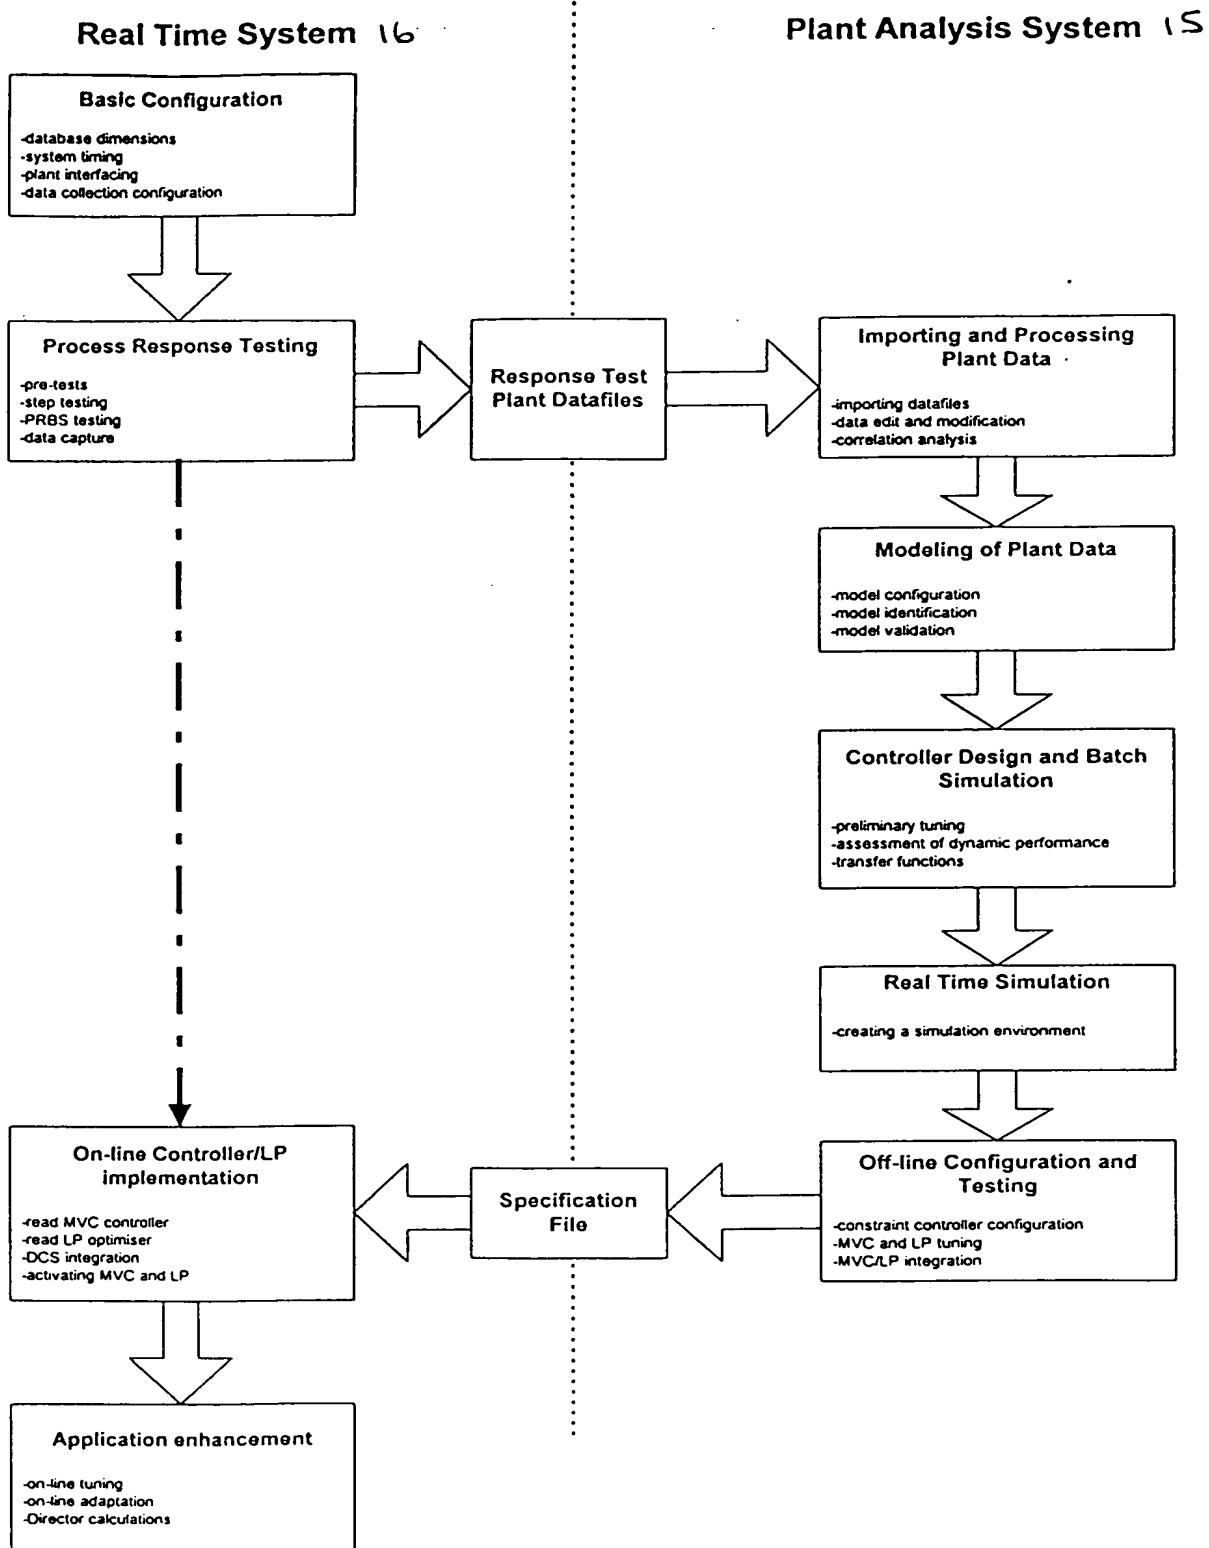 Real Time System 16
Plant Analysis System 15
Basic Configuration
-database dimensions
-system timing
-plant interfacing
-data collection configuration
Process Response Testing
-pre-tests
-step testing
-PRBS testing
-data capture
Response Test
Plant Datafiles
Importing and Processing
Plant Data
-importing datafiles
-data edit and modification
-correlation analysis
Modeling of Plant Data
-model configuration
-model identification
-model validation
Controller Design and Batch
Simulation
-preliminary tuning
-assessment of dynamic performance
-transfer functions
Real Time Simulation
-creating a simulation environment
Off-line Configuration and
Testing
-constraint controller configuration
-MVC and LP tuning
-MVC/LP integration
Specification
File
On-line Controller/LP
implementation
-read MVC controller
-read LP optimiser
-DCS integration
-activating MVC and LP
Application enhancement
-on-line tuning
-on-line adaptation
-Director calculations